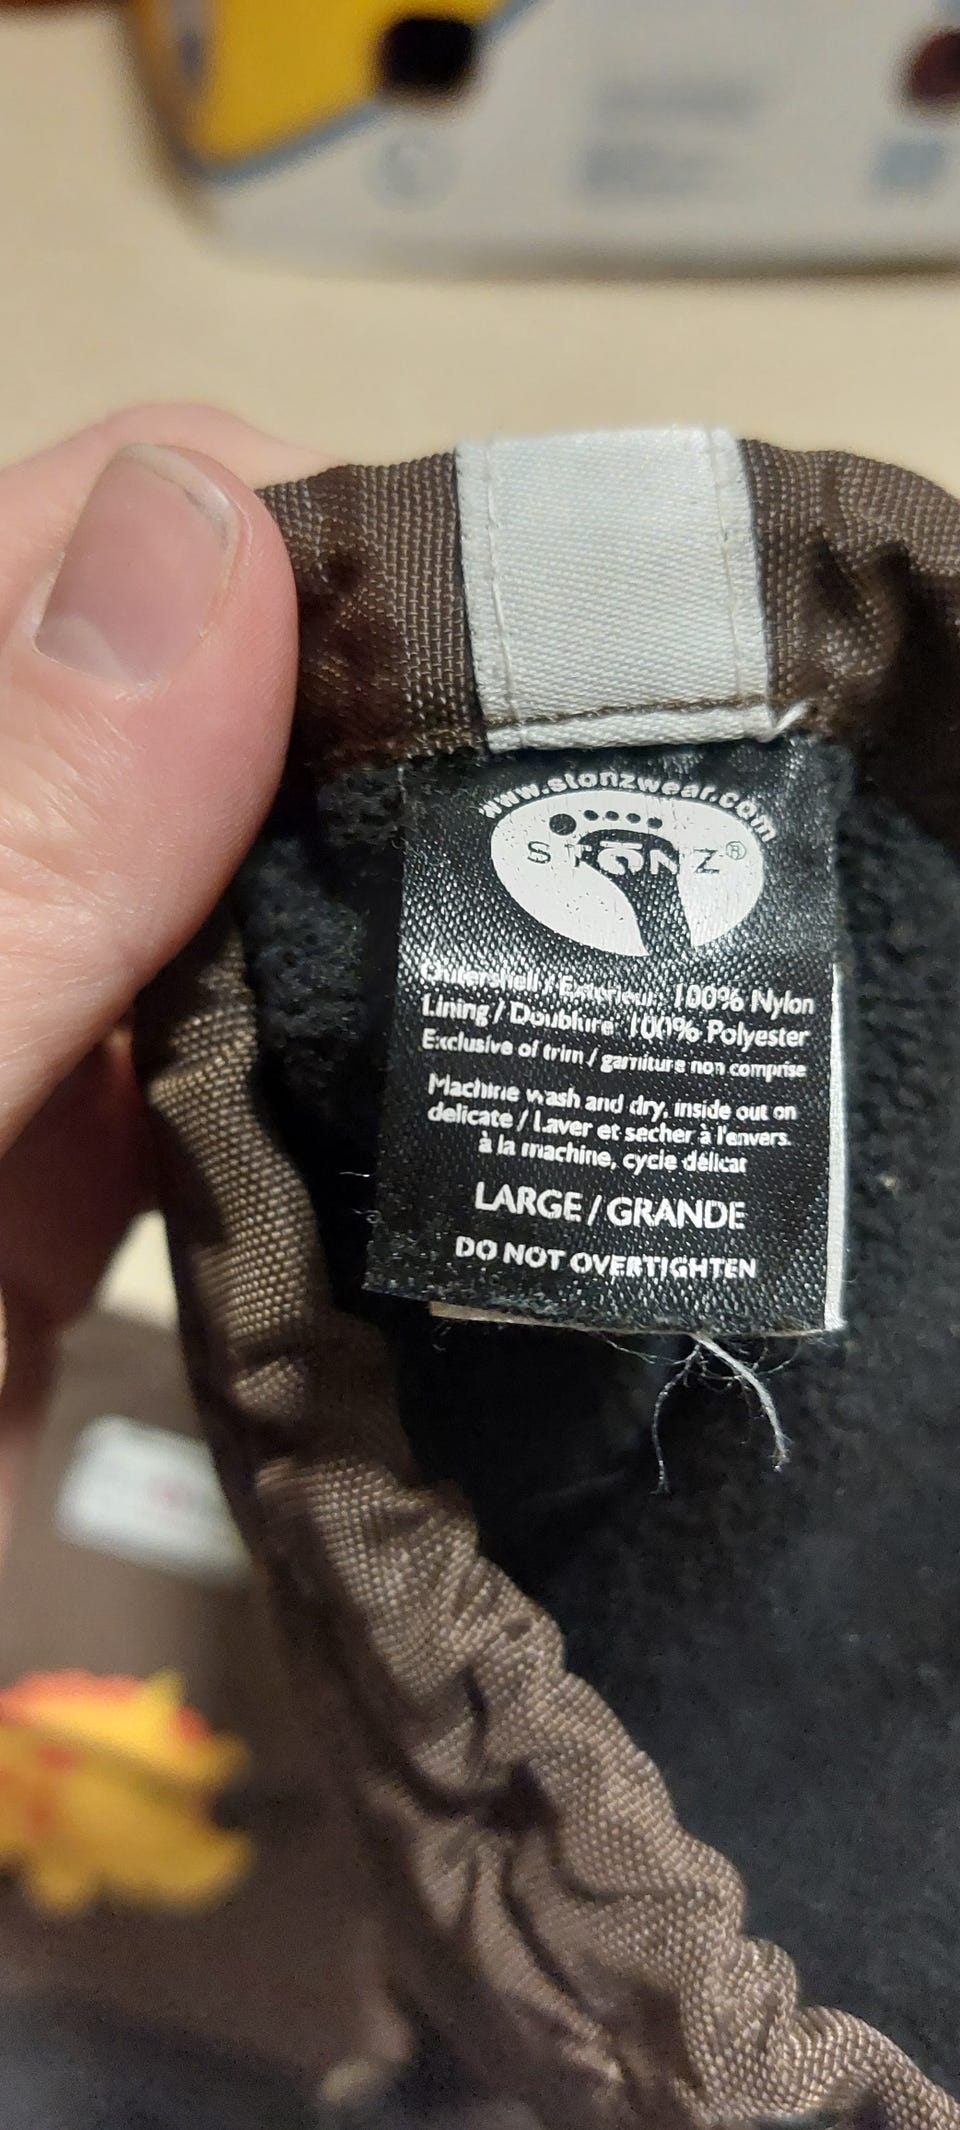 www.stonzwear.com
STONZ®
Outershell / Exterieur: 100% Nylon
Lining / Doublure: 100% Polyester
Exclusive of trim / garniture non comprise
Machine wash and dry, inside out on
delicate / Laver et secher à l'envers.
à la machine, cycle délicat
LARGE / GRANDE
DO NOT OVERTIGHTEN